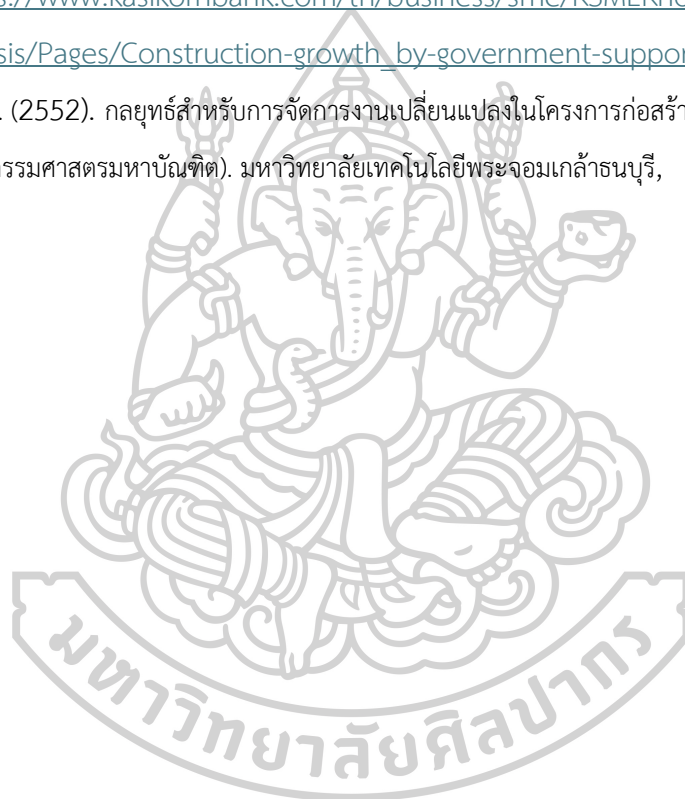 s://www.kasikornbank.com/th/business/sme/KSMEKno
sis/Pages/Construction-growth_by-government-suppor
. (2552). กลยุทธ์สำหรับการจัดการงานเปลี่ยนแปลงในโครงการก่อสร้า
กรรมศาสตรมหาบัณฑิต). มหาวิทยาลัยเทคโนโลยีพระจอมเกล้าธนบุรี,
มหาวิทยาลัยศิลปากร